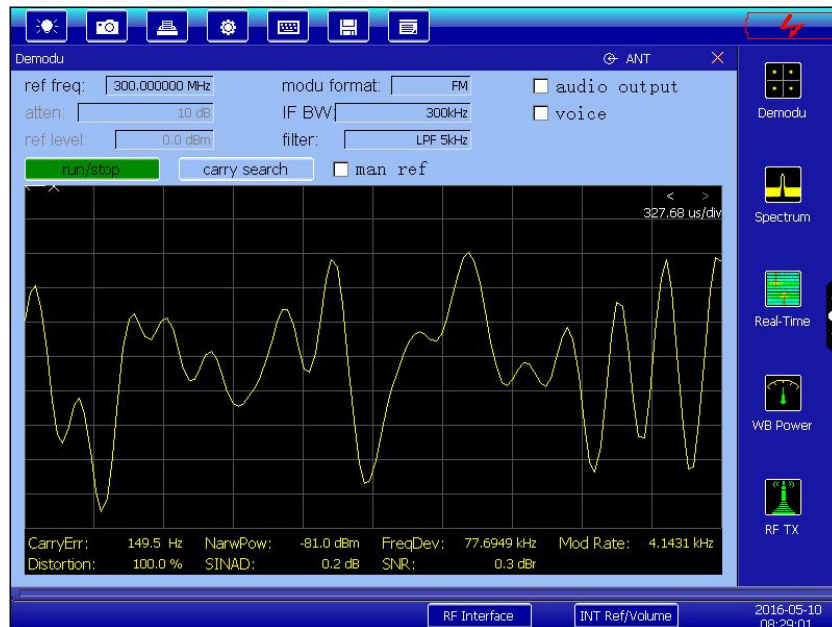 Demodu
ANT
ref freq: 300.000000 MHz modu format: FM audio output
atten: 10 dB IF BW: 300kHz voice
ref level: 0.0 dBm filter: LPF 5kHz
run/stop carry search man ref
< >
327.68 us/div
CarryErr: 149.5 Hz NarwPow: -81.0 dBm FreqDev: 77.6949 kHz Mod Rate: 4.1431 kHz
Distortion: 100.0 % SINAD: 0.2 dB SNR: 0.3 dBr
Demodu
Spectrum
Real-Time
WB Power
RF TX
RF Interface INT Ref/Volume 2016-05-10
08:29:01